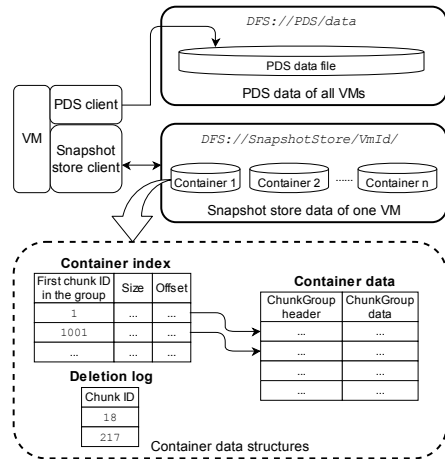 DFS://PDS/data
PDS data file
PDS data of all VMs
VM
PDS client
Snapshot
store client
DFS://SnapshotStore/VmId/
Container 1
Container 2
......
Container n
Snapshot store data of one VM
Container index
First chunk ID
in the group
Size
Offset
1
...
...
1001
...
...
...
...
...
Container data
ChunkGroup
header
ChunkGroup
data
...
...
...
...
...
...
...
...
Deletion log
Chunk ID
18
217
Container data structures